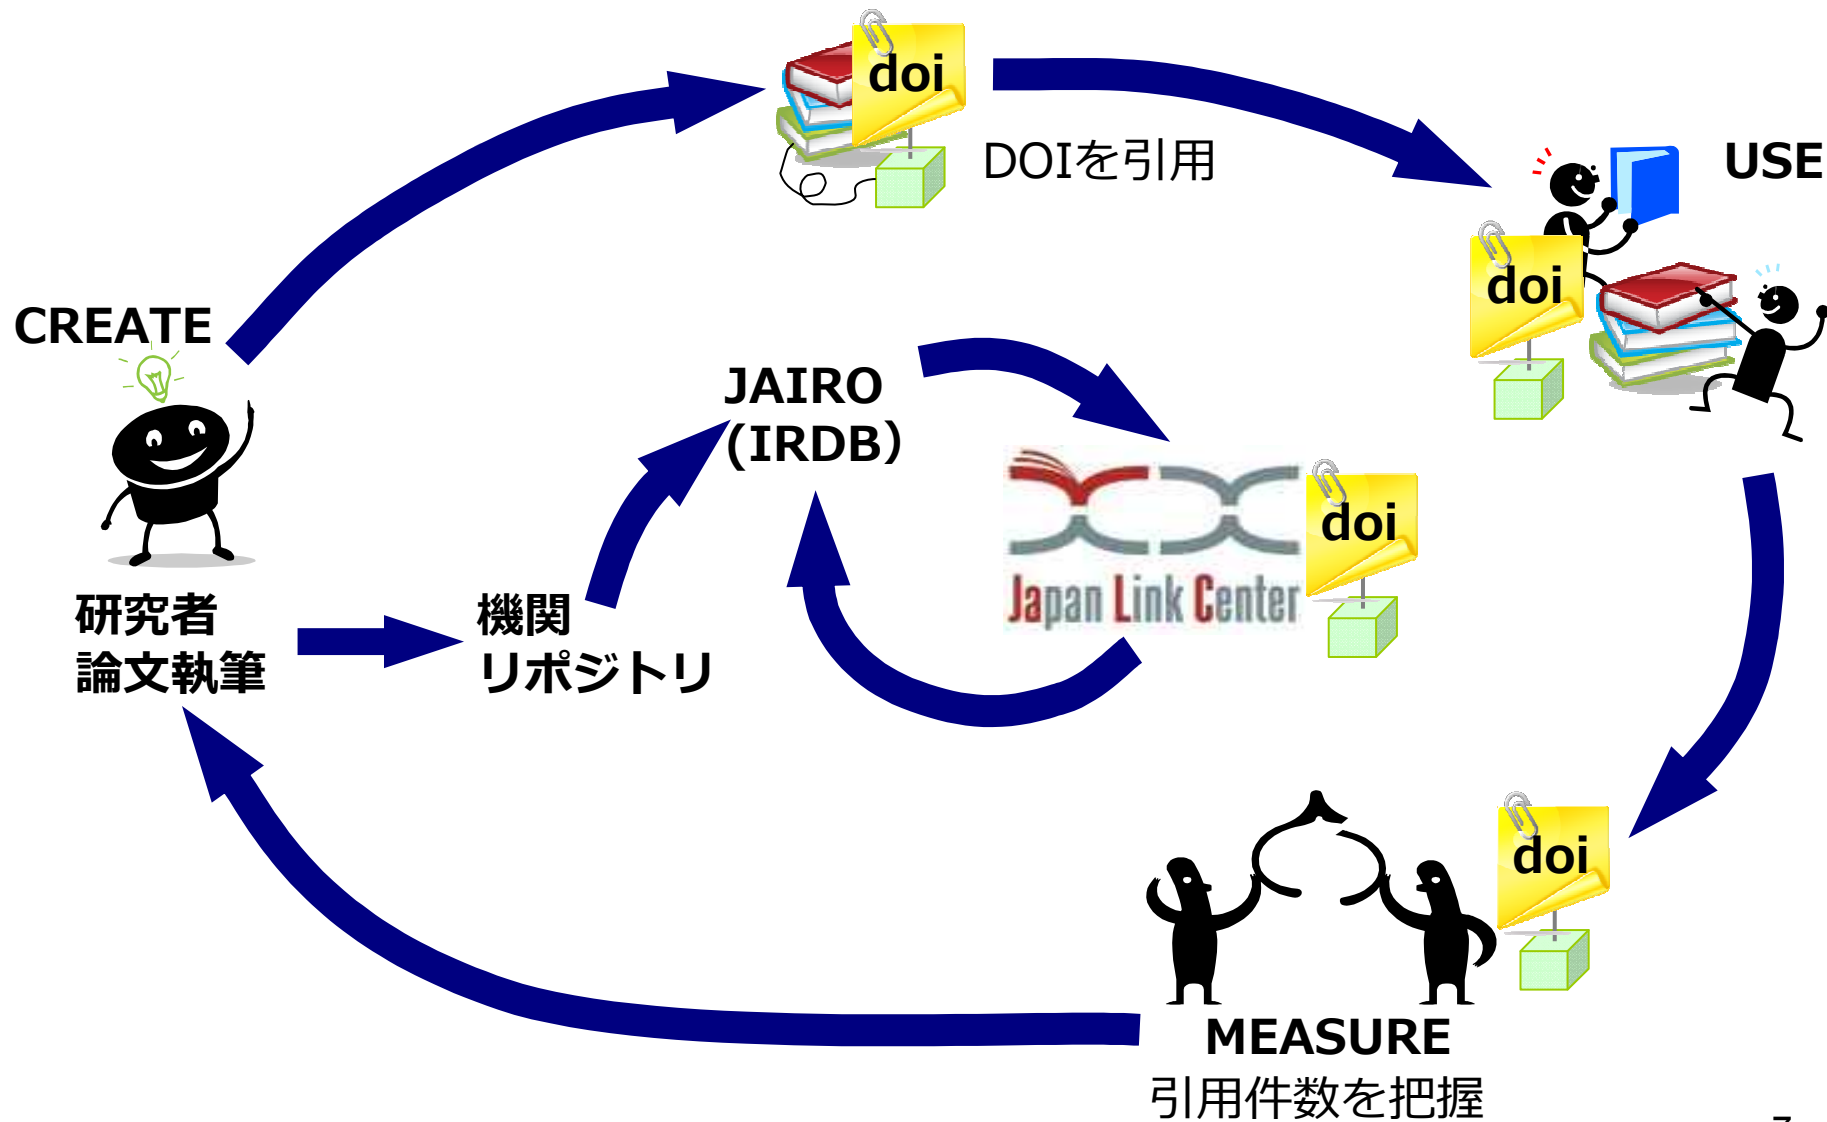 doi
DOIを引用
USE
doi
CREATE
JAIRO
(IRDB）
doi
Japan Link Center
研究者
論文執筆
機関
リポジトリ
doi
MEASURE
引用件数を把握